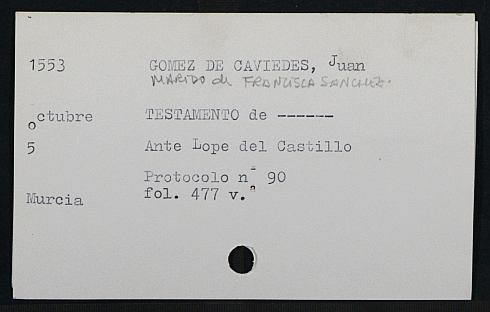 1553 GOMEZ DE CAVIEDES, Juan
MARIDO de FRANCISCA SANCHEZ.
octubre TESTAMENTO de ------
5 Ante Lope del Castillo
Protocolo nº 90
Murcia fol. 477 v.º